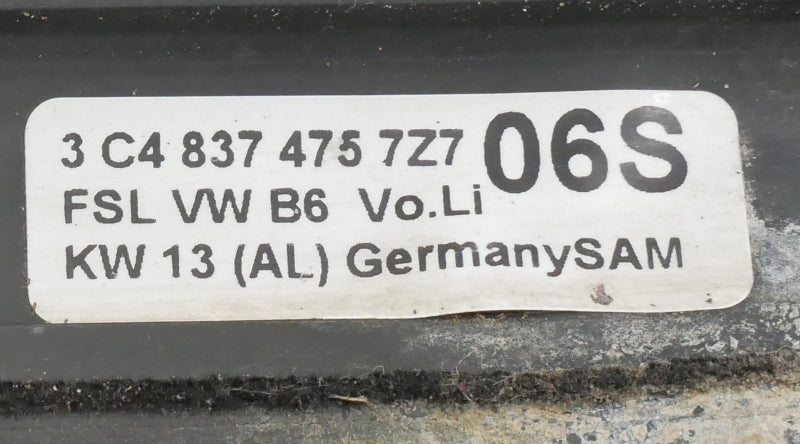 3 C4 837 475 7Z7 06S
FSL VW B6 Vo.Li
KW 13 (AL) GermanySAM